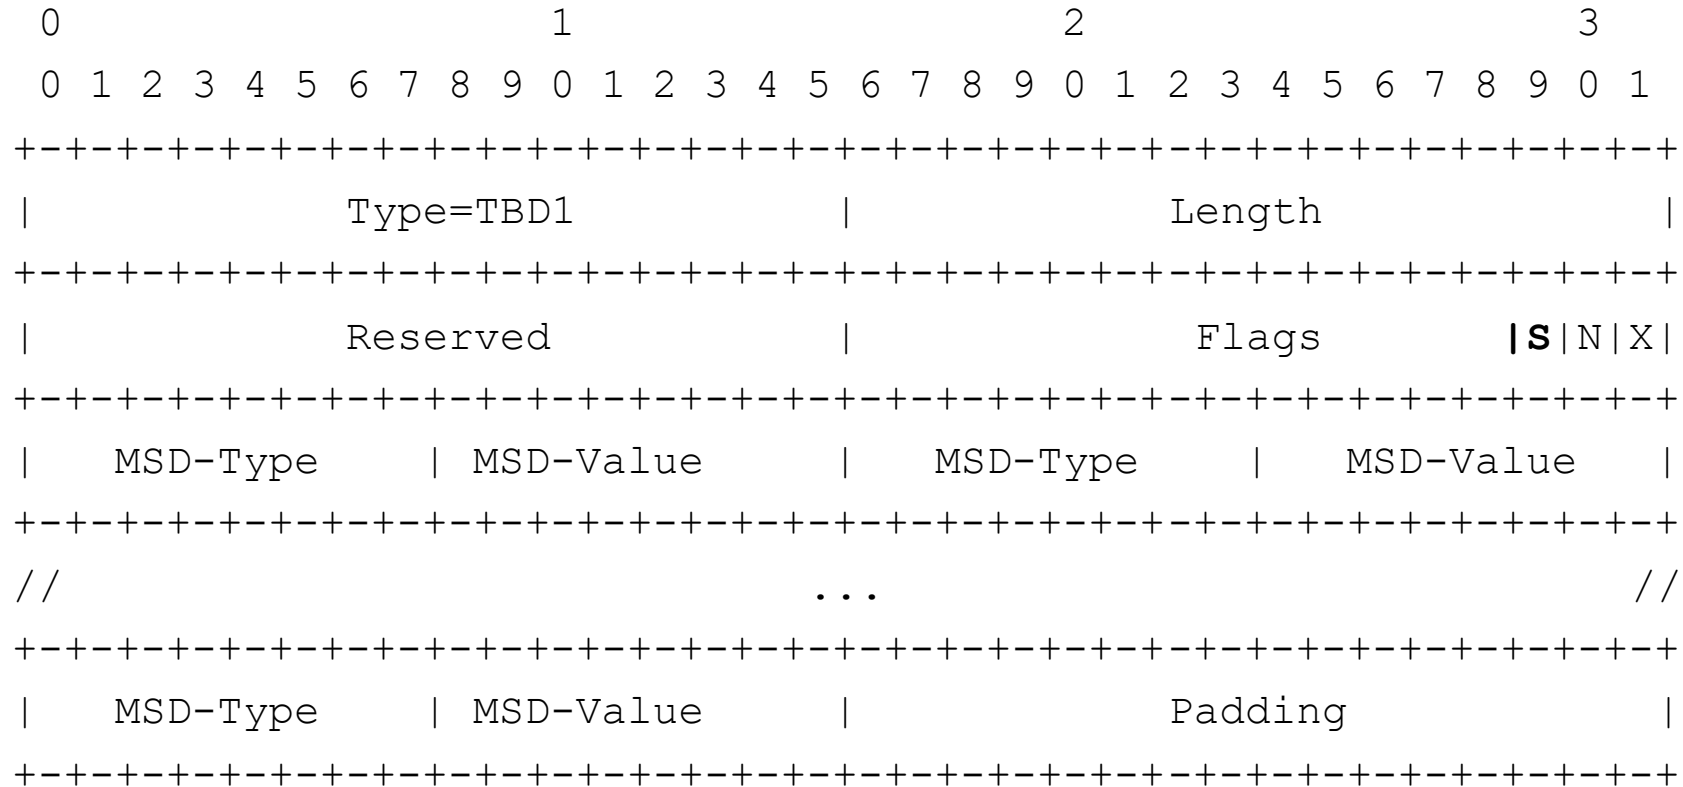 0                   1                   2                   3
 0 1 2 3 4 5 6 7 8 9 0 1 2 3 4 5 6 7 8 9 0 1 2 3 4 5 6 7 8 9 0 1
+-+-+-+-+-+-+-+-+-+-+-+-+-+-+-+-+-+-+-+-+-+-+-+-+-+-+-+-+-+-+-+-+
|            Type=TBD1          |            Length             |
+-+-+-+-+-+-+-+-+-+-+-+-+-+-+-+-+-+-+-+-+-+-+-+-+-+-+-+-+-+-+-+-+
|            Reserved           |             Flags       |S|N|X|
+-+-+-+-+-+-+-+-+-+-+-+-+-+-+-+-+-+-+-+-+-+-+-+-+-+-+-+-+-+-+-+-+
|   MSD-Type    | MSD-Value     |   MSD-Type    |   MSD-Value   |
+-+-+-+-+-+-+-+-+-+-+-+-+-+-+-+-+-+-+-+-+-+-+-+-+-+-+-+-+-+-+-+-+
//                             ...                             //
+-+-+-+-+-+-+-+-+-+-+-+-+-+-+-+-+-+-+-+-+-+-+-+-+-+-+-+-+-+-+-+-+
|   MSD-Type    | MSD-Value     |            Padding            |
+-+-+-+-+-+-+-+-+-+-+-+-+-+-+-+-+-+-+-+-+-+-+-+-+-+-+-+-+-+-+-+-+